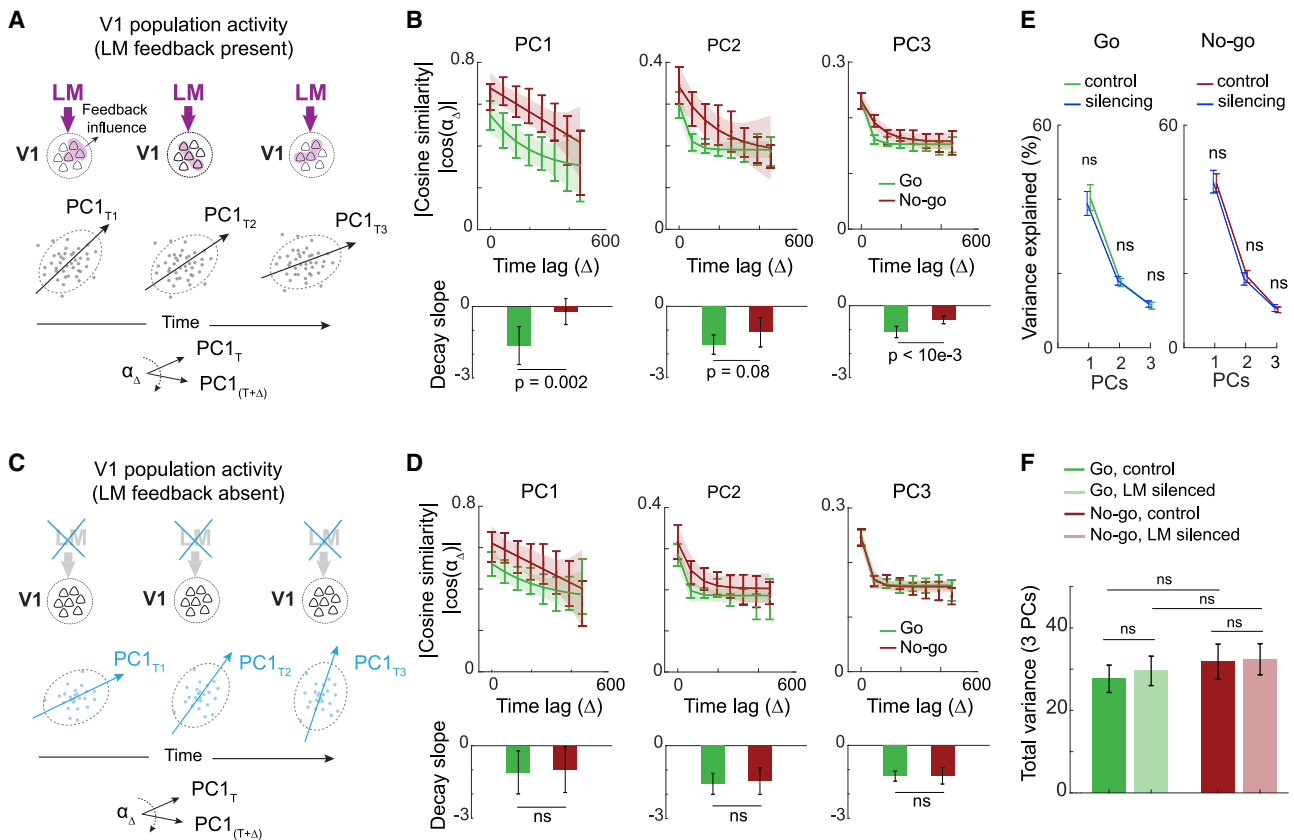 A
V1 population activity
(LM feedback present)
LM LM LM
Feedback
influence
V1 V1 V1
PC1T1 PC1T2 PC1T3
Time
αΔ PC1T
PC1(T+Δ)
B
PC1 PC2 PC3
|Cosine similarity|
|cos(αΔ)|
0.8 0.4 0.3
0 0 0
Go
No-go
0 600 0 600 0 600
Time lag (Δ) Time lag (Δ) Time lag (Δ)
Decay slope
0 0 0
-3 -3 -3
p = 0.002 p = 0.08 p < 10e-3
C
V1 population activity
(LM feedback absent)
LM LM LM
V1 V1 V1
PC1T1 PC1T2 PC1T3
Time
αΔ PC1T
PC1(T+Δ)
D
PC1 PC2 PC3
|Cosine similarity|
|cos(αΔ)|
0.8 0.4 0.3
0 0 0
Go
No-go
0 600 0 600 0 600
Time lag (Δ) Time lag (Δ) Time lag (Δ)
Decay slope
0 0 0
-3 -3 -3
ns ns ns
E
Go No-go
control control
silencing silencing
Variance explained (%)
60 60
ns ns ns ns ns ns
0 0
1 2 3 1 2 3
PCs PCs
F
Go, control
Go, LM silenced
No-go, control
No-go, LM silenced
Total variance (3 PCs)
60
40
20
0
ns
ns
ns ns